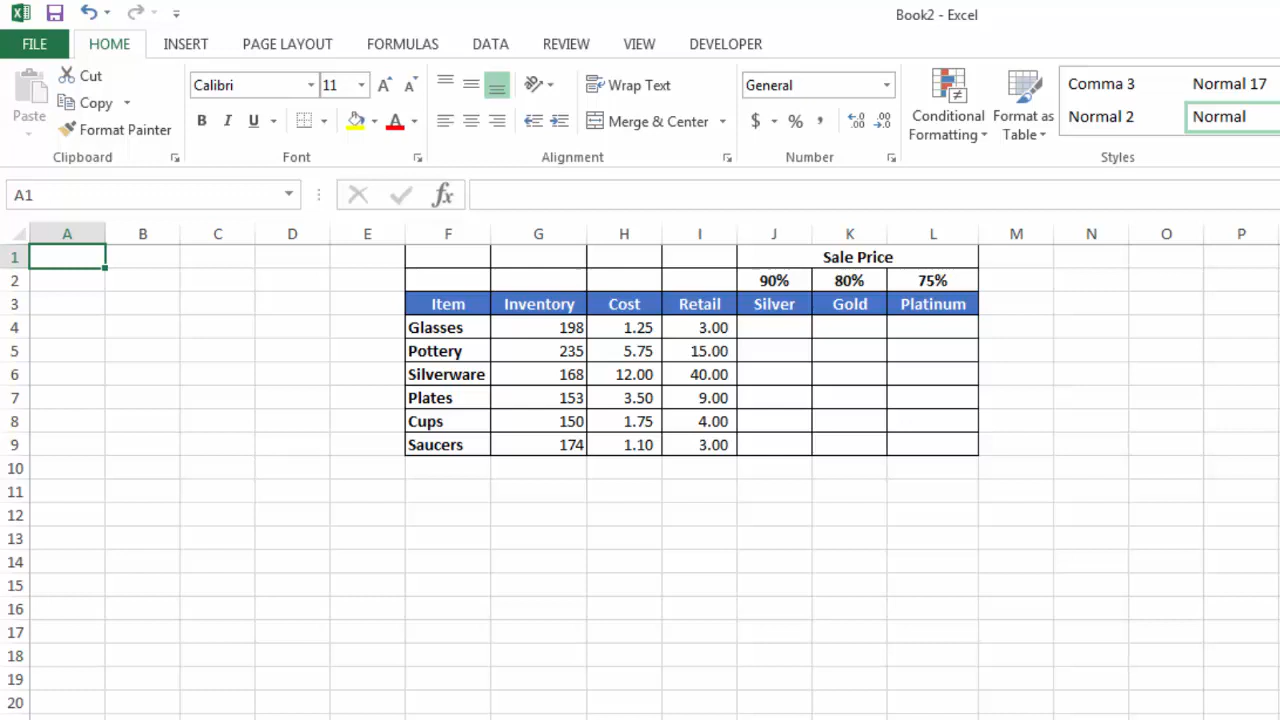 Book2 - Excel
FILE HOME INSERT PAGE LAYOUT FORMULAS DATA REVIEW VIEW DEVELOPER
Paste
Cut
Copy
Format Painter
Clipboard
Calibri 11
B I U A
Font
Wrap Text
Merge & Center
Alignment
General
$ % ,
Number
Conditional Formatting
Format as Table
Comma 3 Normal 17
Normal 2 Normal
Styles
A1 fx
A B C D E F G H I J K L M N O P
1 Sale Price
2 90% 80% 75%
3 Item Inventory Cost Retail Silver Gold Platinum
4 Glasses 198 1.25 3.00
5 Pottery 235 5.75 15.00
6 Silverware 168 12.00 40.00
7 Plates 153 3.50 9.00
8 Cups 150 1.75 4.00
9 Saucers 174 1.10 3.00
10
11
12
13
14
15
16
17
18
19
20